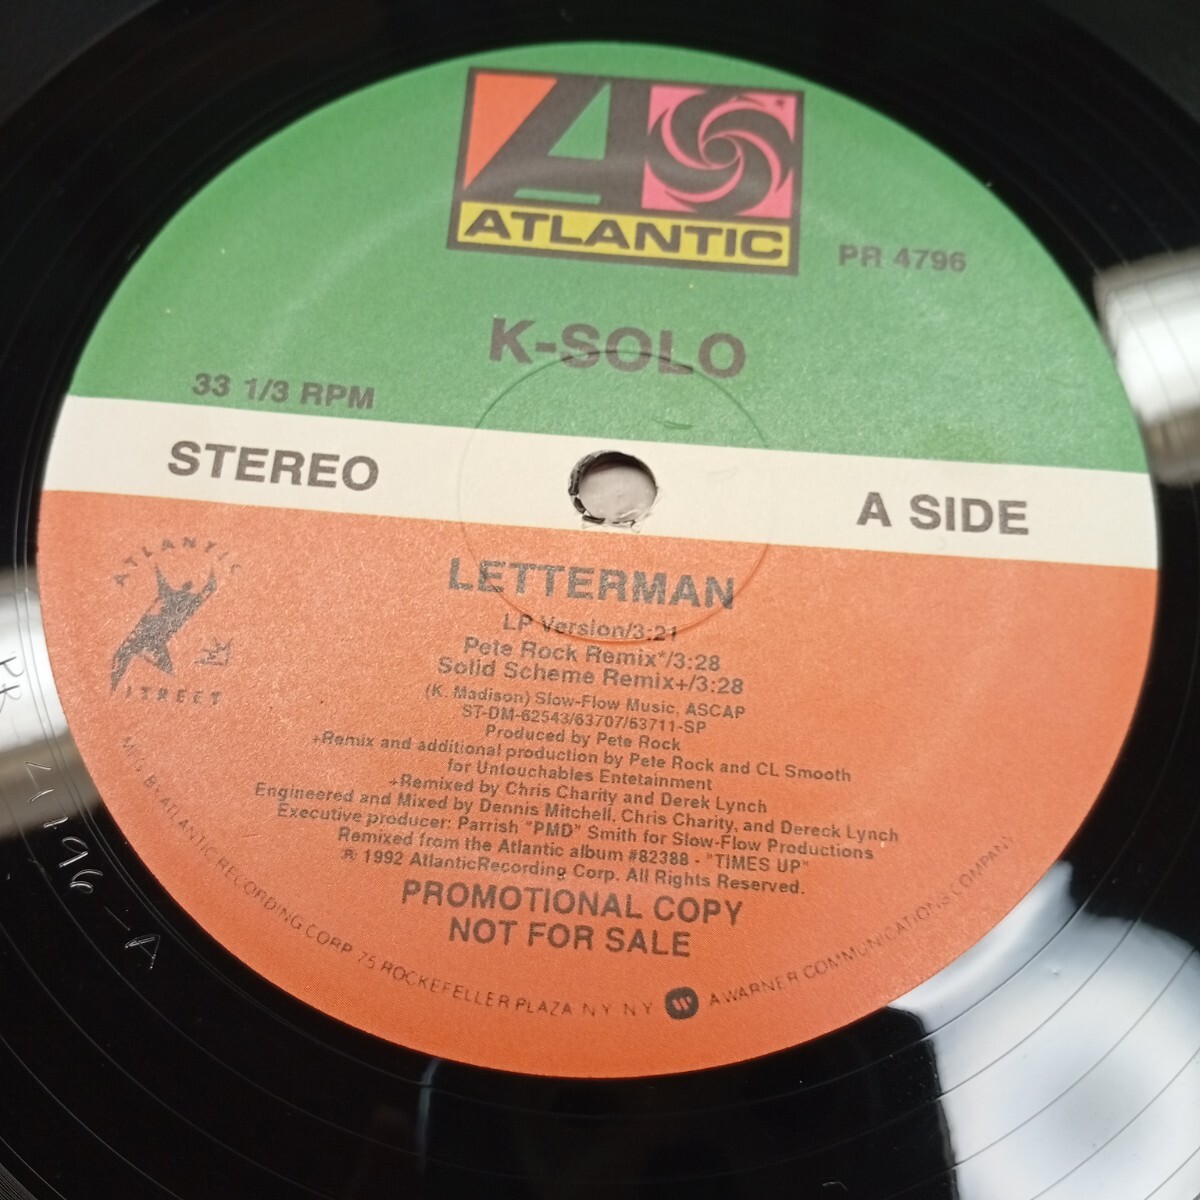 ATLANTIC
PR 4796
K-SOLO
33 1/3 RPM
STEREO
A SIDE
ATLANTIC
STREET
LETTERMAN
LP Version/3:21
Pete Rock Remix*/3:28
Solid Scheme Remix+/3:28
(K. Madison) Slow-Flow Music, ASCAP
ST-DM-62543/63707/63711-SP
Produced by Pete Rock
+Remix and additional production by Pete Rock and CL Smooth
for Untouchables Entetainment
+Remixed by Chris Charity and Derek Lynch
Engineered and Mixed by Dennis Mitchell, Chris Charity, and Dereck Lynch
Executive producer: Parrish "PMD" Smith for Slow-Flow Productions
Remixed from the Atlantic album #82388 - "TIMES UP"
℗ 1992 AtlanticRecording Corp. All Rights Reserved.
PROMOTIONAL COPY
NOT FOR SALE
MFG BY ATLANTIC RECORDING CORP 75 ROCKEFELLER PLAZA N Y N Y A WARNER COMMUNICATIONS COMPANY
PR 4796-A